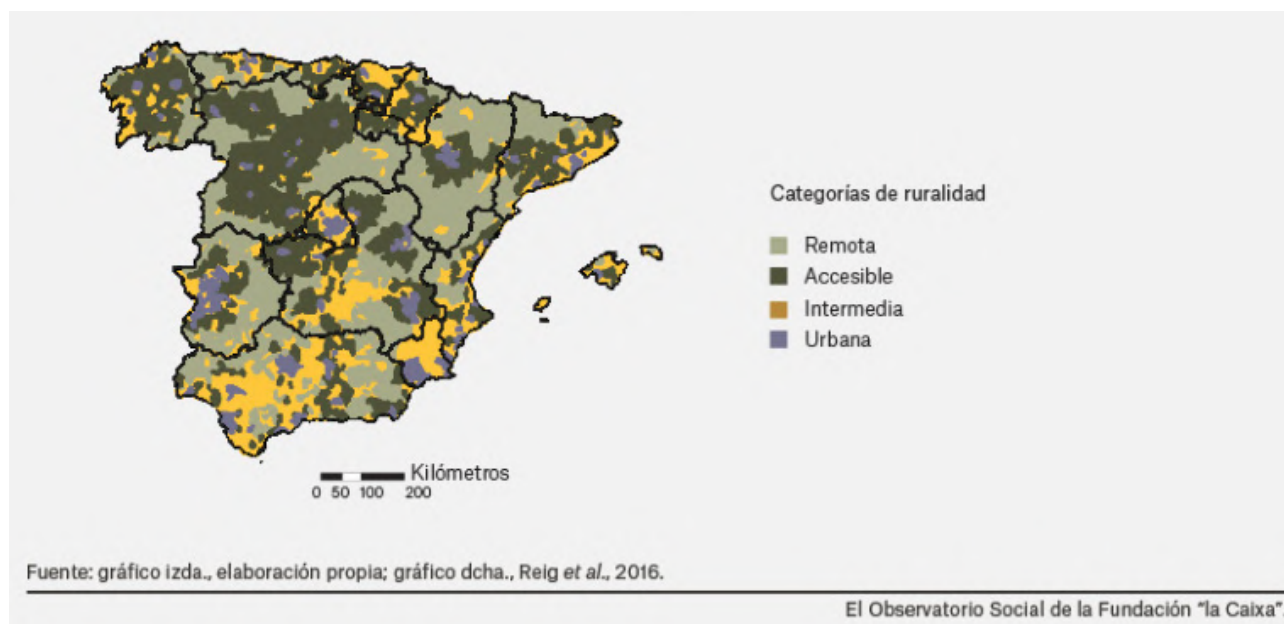 Categorías de ruralidad
Remota
Accesible
Intermedia
Urbana
Kilómetros
0 50 100 200
Fuente: gráfico izda., elaboración propia; gráfico dcha., Reig et al., 2016.
El Observatorio Social de la Fundación "la Caixa".